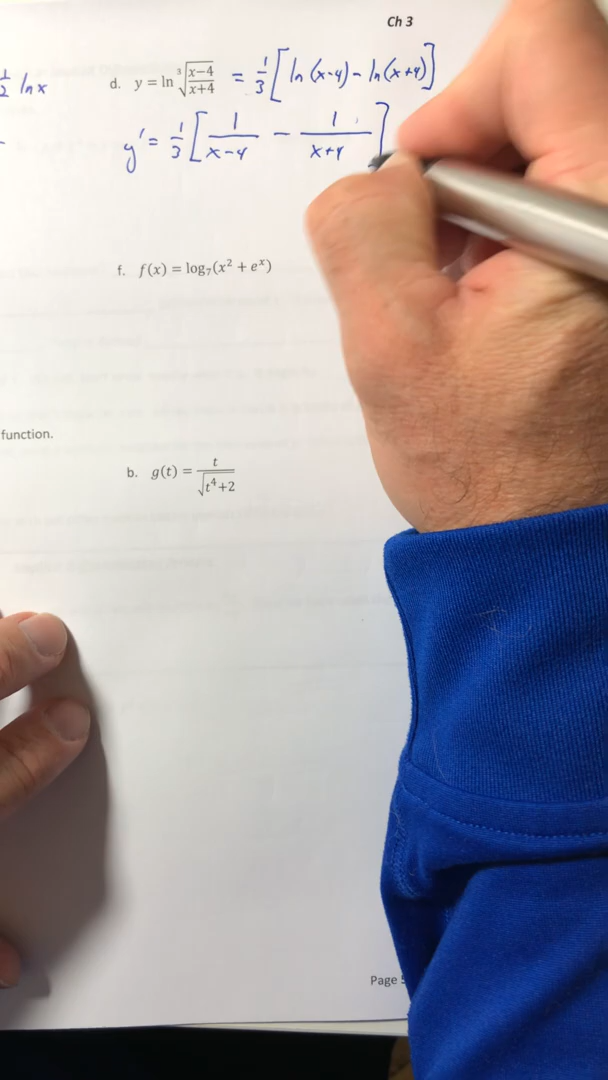 Ch 3
½ ln x
d. y = ln ∛((x−4)/(x+4)) = 1/3 [ln (x-4) - ln (x+4)]
y' = 1/3 [1/(x-4) - 1/(x+4)]
f. f(x) = log₇(x² + eˣ)
function.
b. g(t) = t/√(t⁴+2)
Page